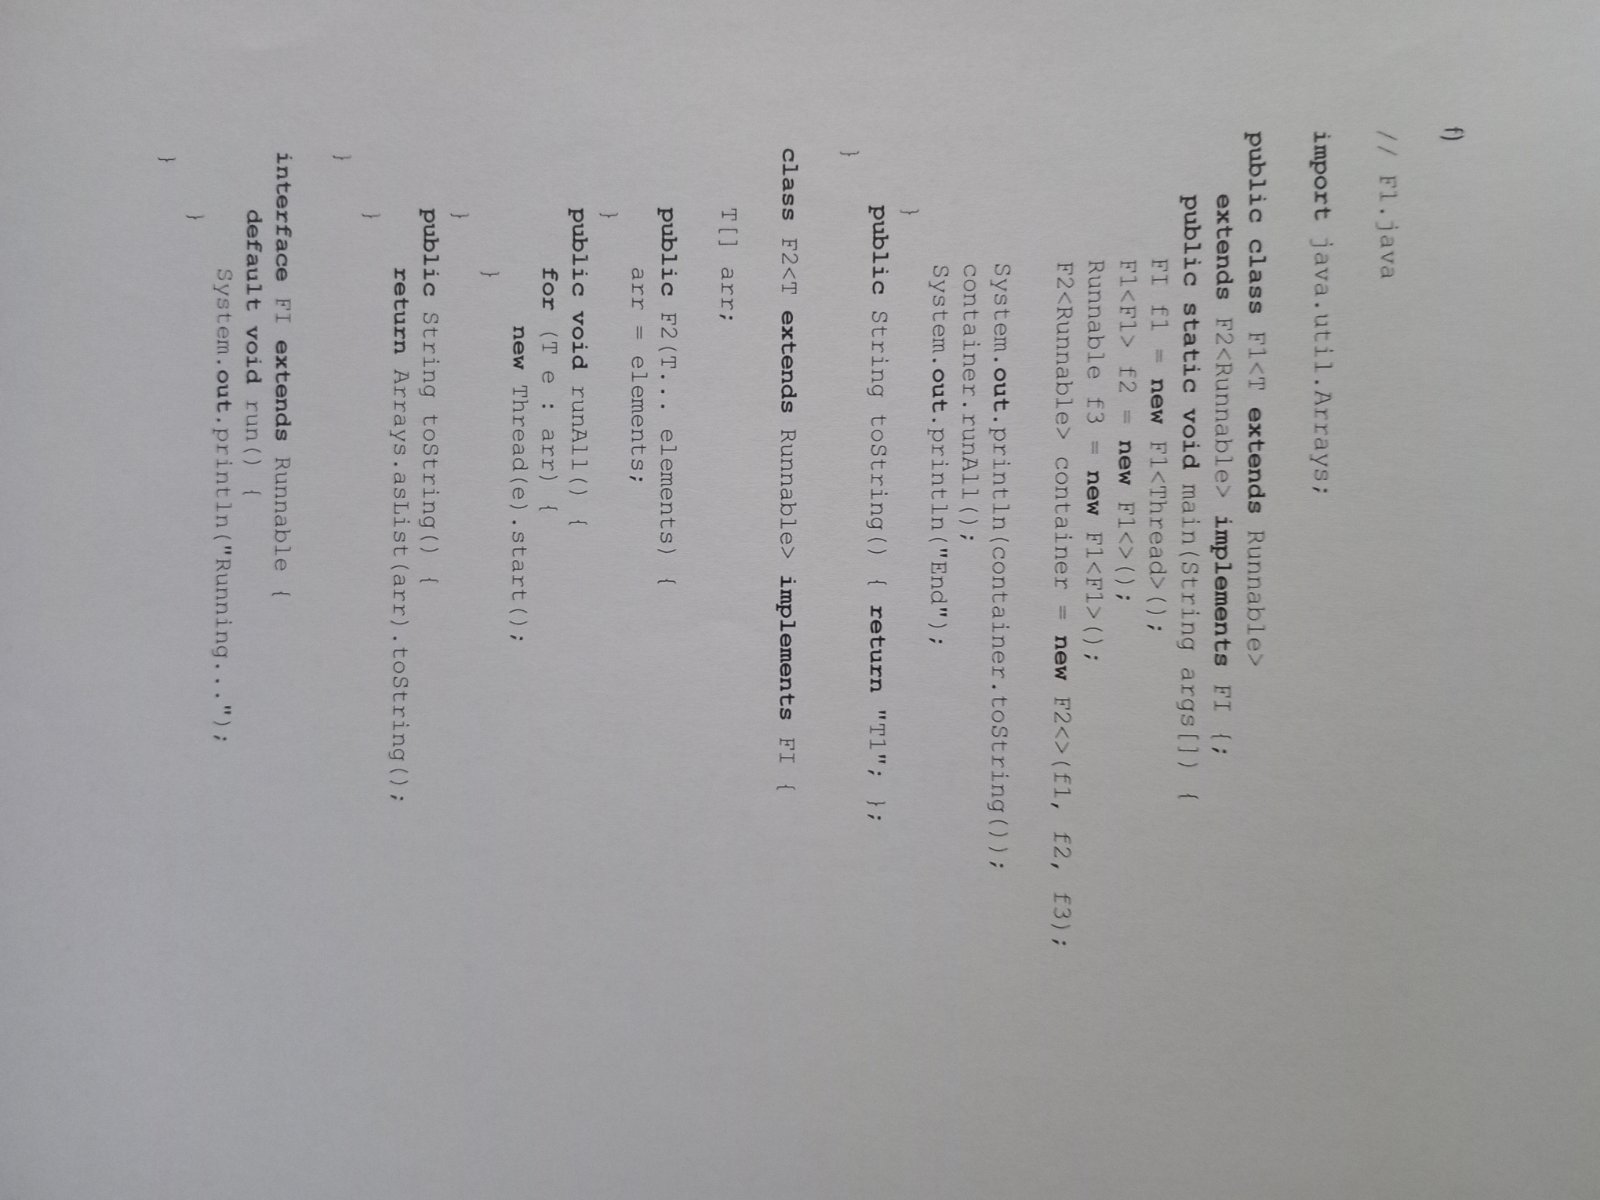 f)
// F1.java
import java.util.Arrays;
public class F1<T extends Runnable>
extends F2<Runnable> implements FI {;
public static void main(String args[]) {
FI f1 = new F1<Thread>();
F1<F1> f2 = new F1<>();
Runnable f3 = new F1<F1>();
F2<Runnable> container = new F2<>(f1, f2, f3);
System.out.println(container.toString());
container.runAll();
System.out.println("End");
}
public String toString() { return "T1"; };
}
class F2<T extends Runnable> implements FI {
T[] arr;
public F2(T... elements) {
arr = elements;
}
public void runAll() {
for (T e : arr) {
new Thread(e).start();
}
}
public String toString() {
return Arrays.asList(arr).toString();
}
}
interface FI extends Runnable {
default void run() {
System.out.println("Running...");
}
}